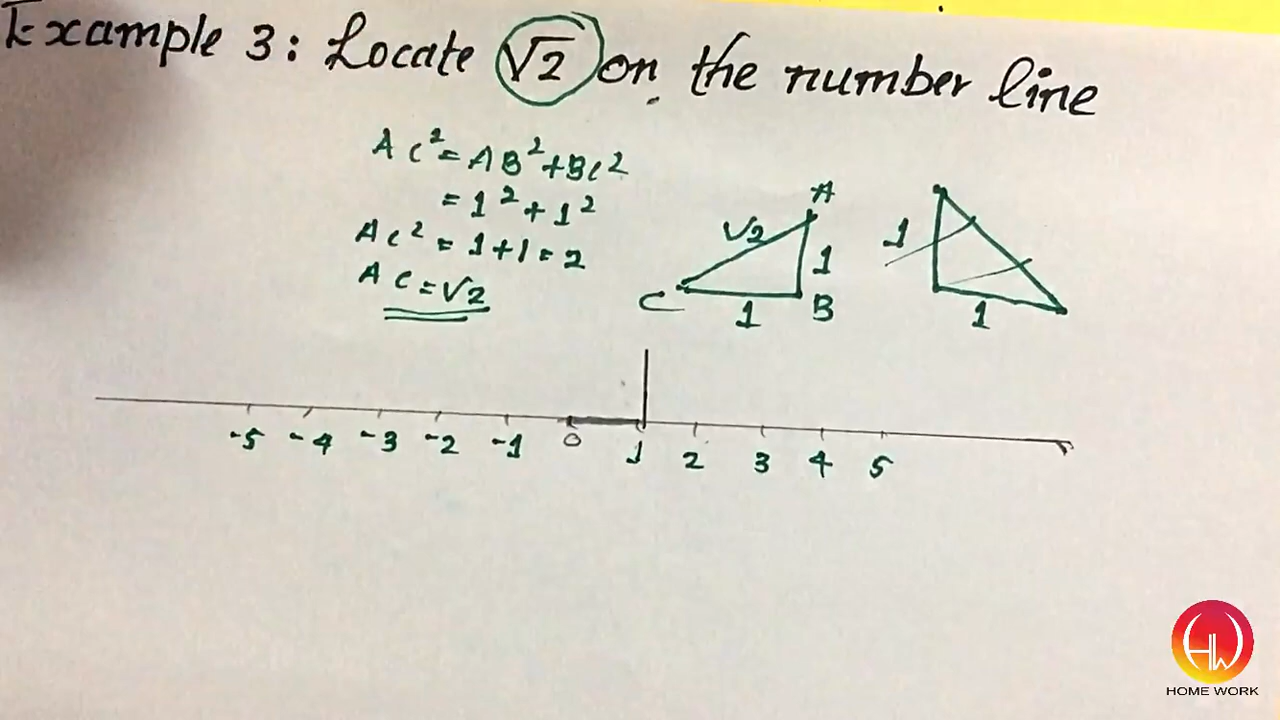 Example 3: Locate √2 on the number line
AC² = AB² + BC²
= 1² + 1²
AC² = 1+1 = 2
AC = √2
A
√2
1
C
1
B
1
1
-5 -4 -3 -2 -1 0 1 2 3 4 5
HW
HOME WORK